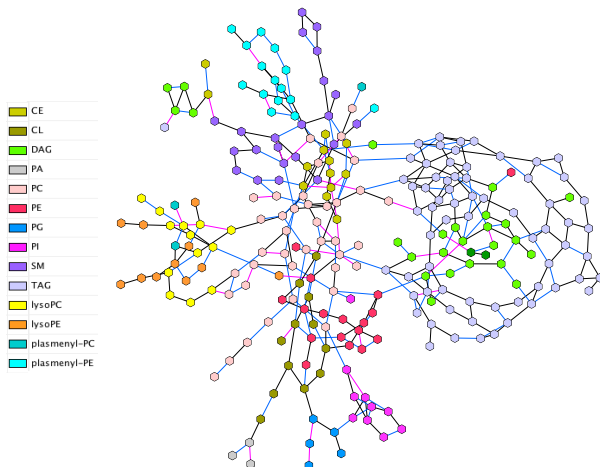 CE
CL
DAG
PA
PC
PE
PG
PI
SM
TAG
lysoPC
lysoPE
plasmenyl-PC
plasmenyl-PE